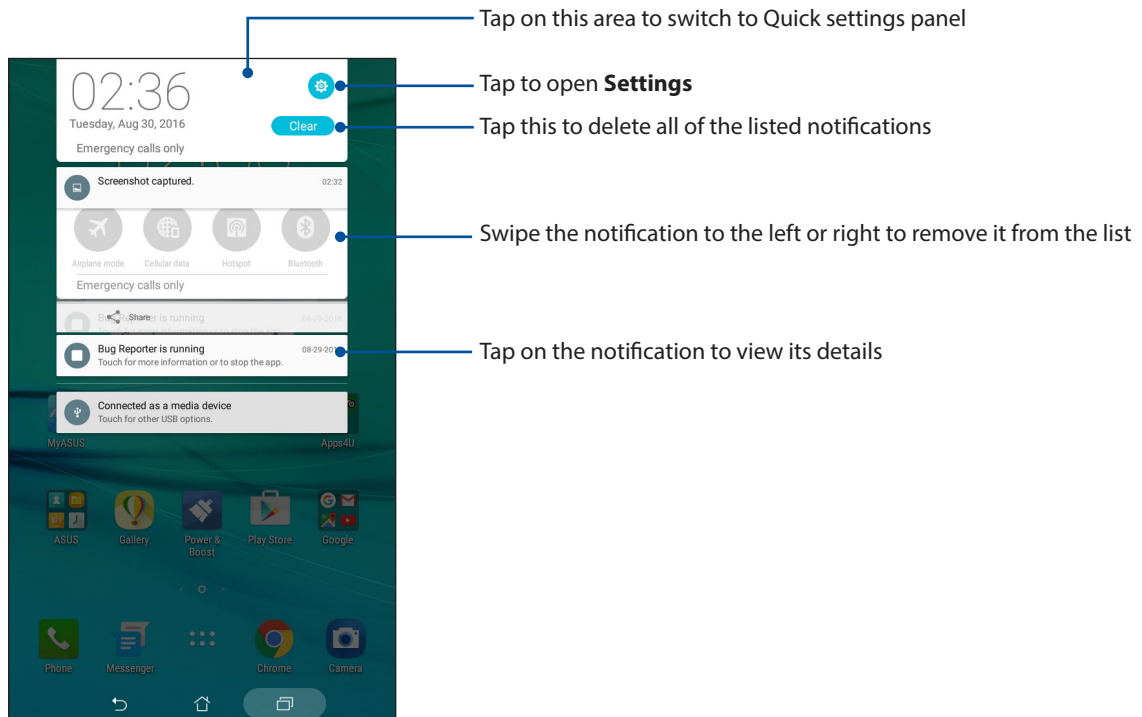 Tap on this area to switch to Quick settings panel
02:36
Tap to open Settings
Tuesday, Aug 30, 2016
Clear
Tap this to delete all of the listed notifications
Emergency calls only
Screenshot captured.
02:32
Swipe the notification to the left or right to remove it from the list
Airplane mode
Cellular data
Hotspot
Bluetooth
Emergency calls only
Share
is running
Bug Reporter is running
Touch for more information or to stop the app.
Tap on the notification to view its details
Connected as a media device
Touch for other USB options.
MyASUS
Apps4U
ASUS
Gallery
Power &
Boost
Play Store
Google
Phone
Messenger
Chrome
Camera